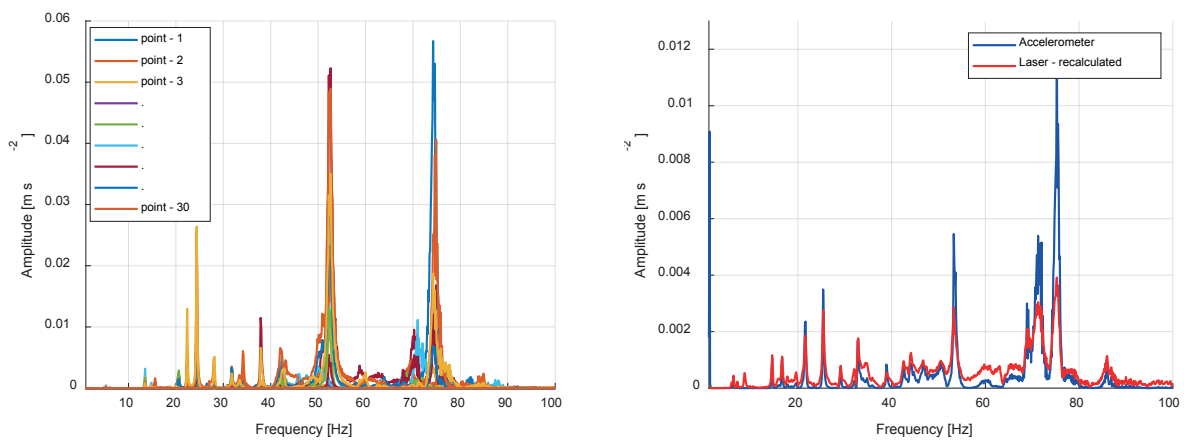 0.06
0.05
0.04
0.03
0.02
0.01
0
point - 1
point - 2
point - 3
.
.
.
.
.
point - 30
Amplitude [m s-2]
10 20 30 40 50 60 70 80 90 100
Frequency [Hz]
0.012
0.01
0.008
0.006
0.004
0.002
0
Accelerometer
Laser - recalculated
Amplitude [m s-2]
20 40 60 80 100
Frequency [Hz]